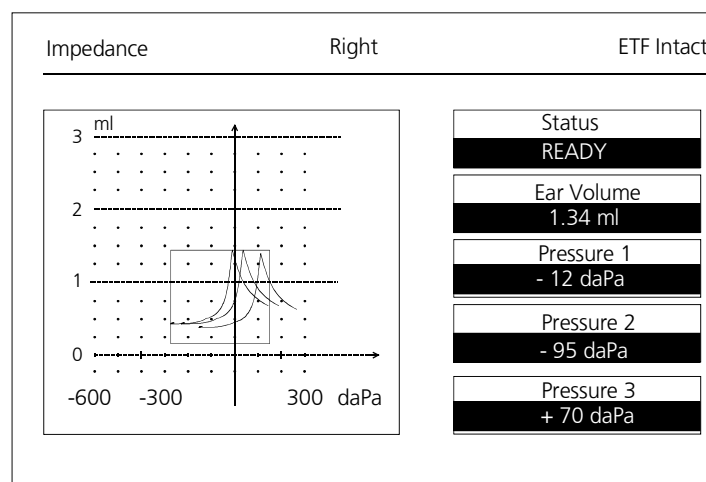 Impedance Right ETF Intact
ml
3
2
1
0
-600 -300 300 daPa
Status
READY
Ear Volume
1.34 ml
Pressure 1
- 12 daPa
Pressure 2
- 95 daPa
Pressure 3
+ 70 daPa